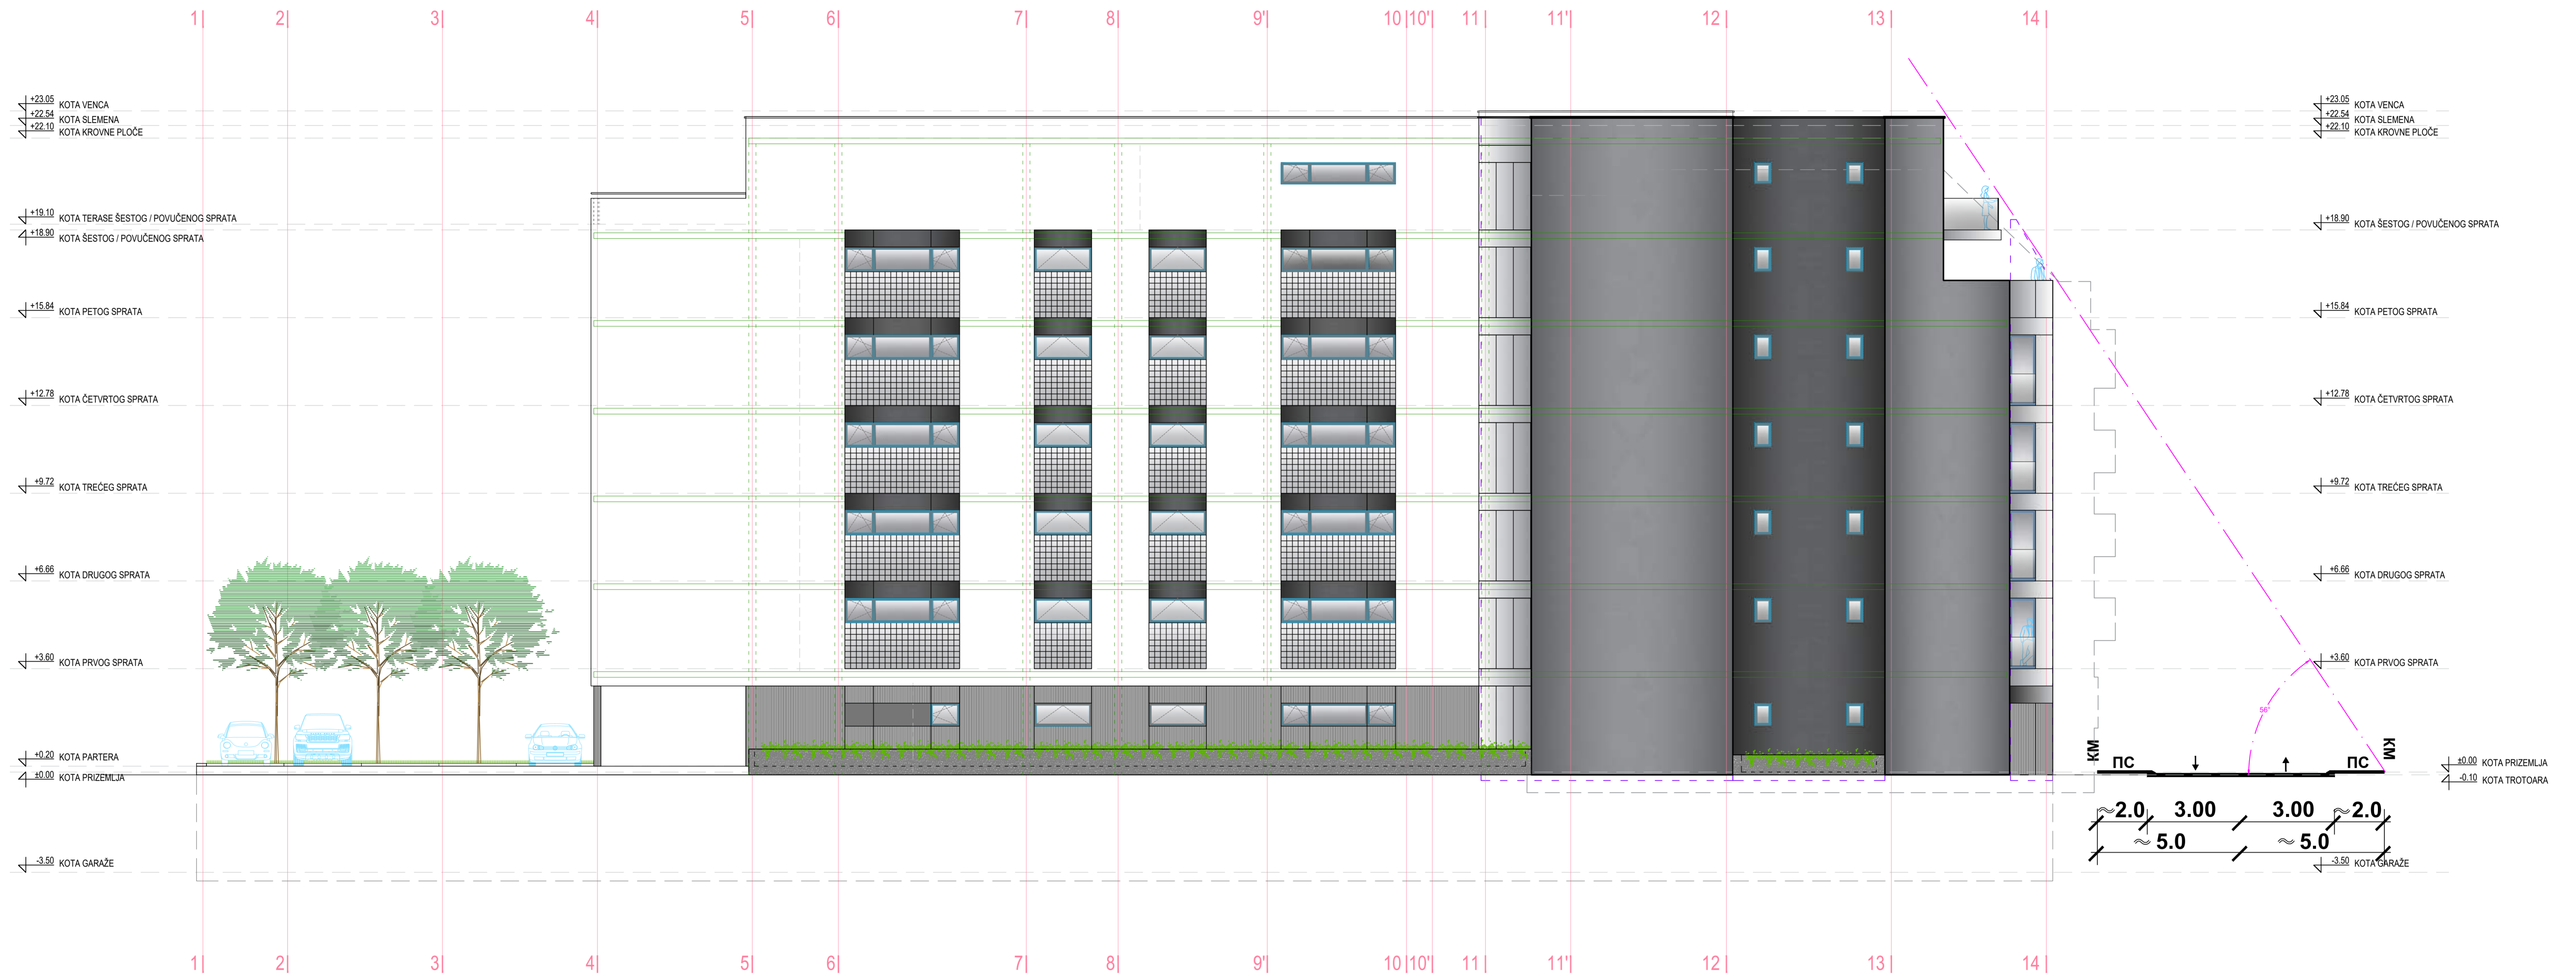 1 2 3 4 5 6 7 8 9' 10 10' 11 11' 12 13 14
+23.05 KOTA VENCA
+22.54 KOTA SLEMENA
+22.10 KOTA KROVNE PLOČE
+19.10 KOTA TERASE ŠESTOG / POVUČENOG SPRATA
+18.90 KOTA ŠESTOG / POVUČENOG SPRATA
+15.84 KOTA PETOG SPRATA
+12.78 KOTA ČETVRTOG SPRATA
+9.72 KOTA TREĆEG SPRATA
+6.66 KOTA DRUGOG SPRATA
+3.60 KOTA PRVOG SPRATA
+0.20 KOTA PARTERA
±0.00 KOTA PRIZEMLJA
-3.50 KOTA GARAŽE
+23.05 KOTA VENCA
+22.54 KOTA SLEMENA
+22.10 KOTA KROVNE PLOČE
+18.90 KOTA ŠESTOG / POVUČENOG SPRATA
+15.84 KOTA PETOG SPRATA
+12.78 KOTA ČETVRTOG SPRATA
+9.72 KOTA TREĆEG SPRATA
+6.66 KOTA DRUGOG SPRATA
+3.60 KOTA PRVOG SPRATA
56°
КМ КМ
ПС ПС
±0.00 KOTA PRIZEMLJA
-0.10 KOTA TROTOARA
≈2.0 3.00 3.00 ≈2.0
≈ 5.0 ≈ 5.0
-3.50 KOTA GARAŽE
1 2 3 4 5 6 7 8 9' 10 10' 11 11' 12 13 14